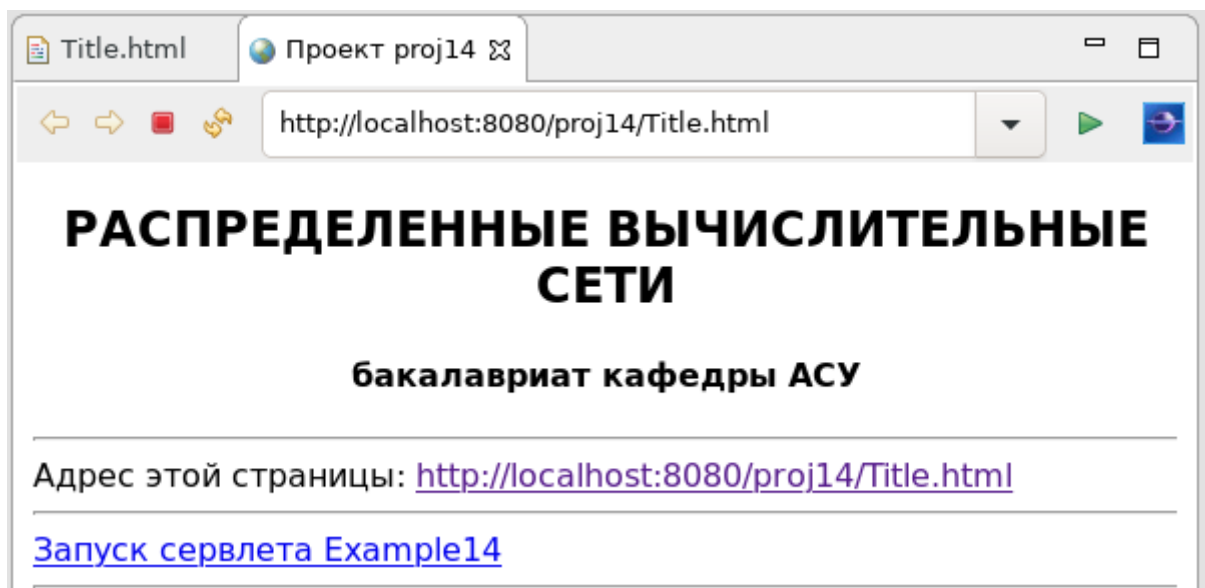 Title.html Проект proj14
http://localhost:8080/proj14/Title.html
РАСПРЕДЕЛЕННЫЕ ВЫЧИСЛИТЕЛЬНЫЕ
СЕТИ
бакалавриат кафедры АСУ
Адрес этой страницы: http://localhost:8080/proj14/Title.html
Запуск сервлета Example14